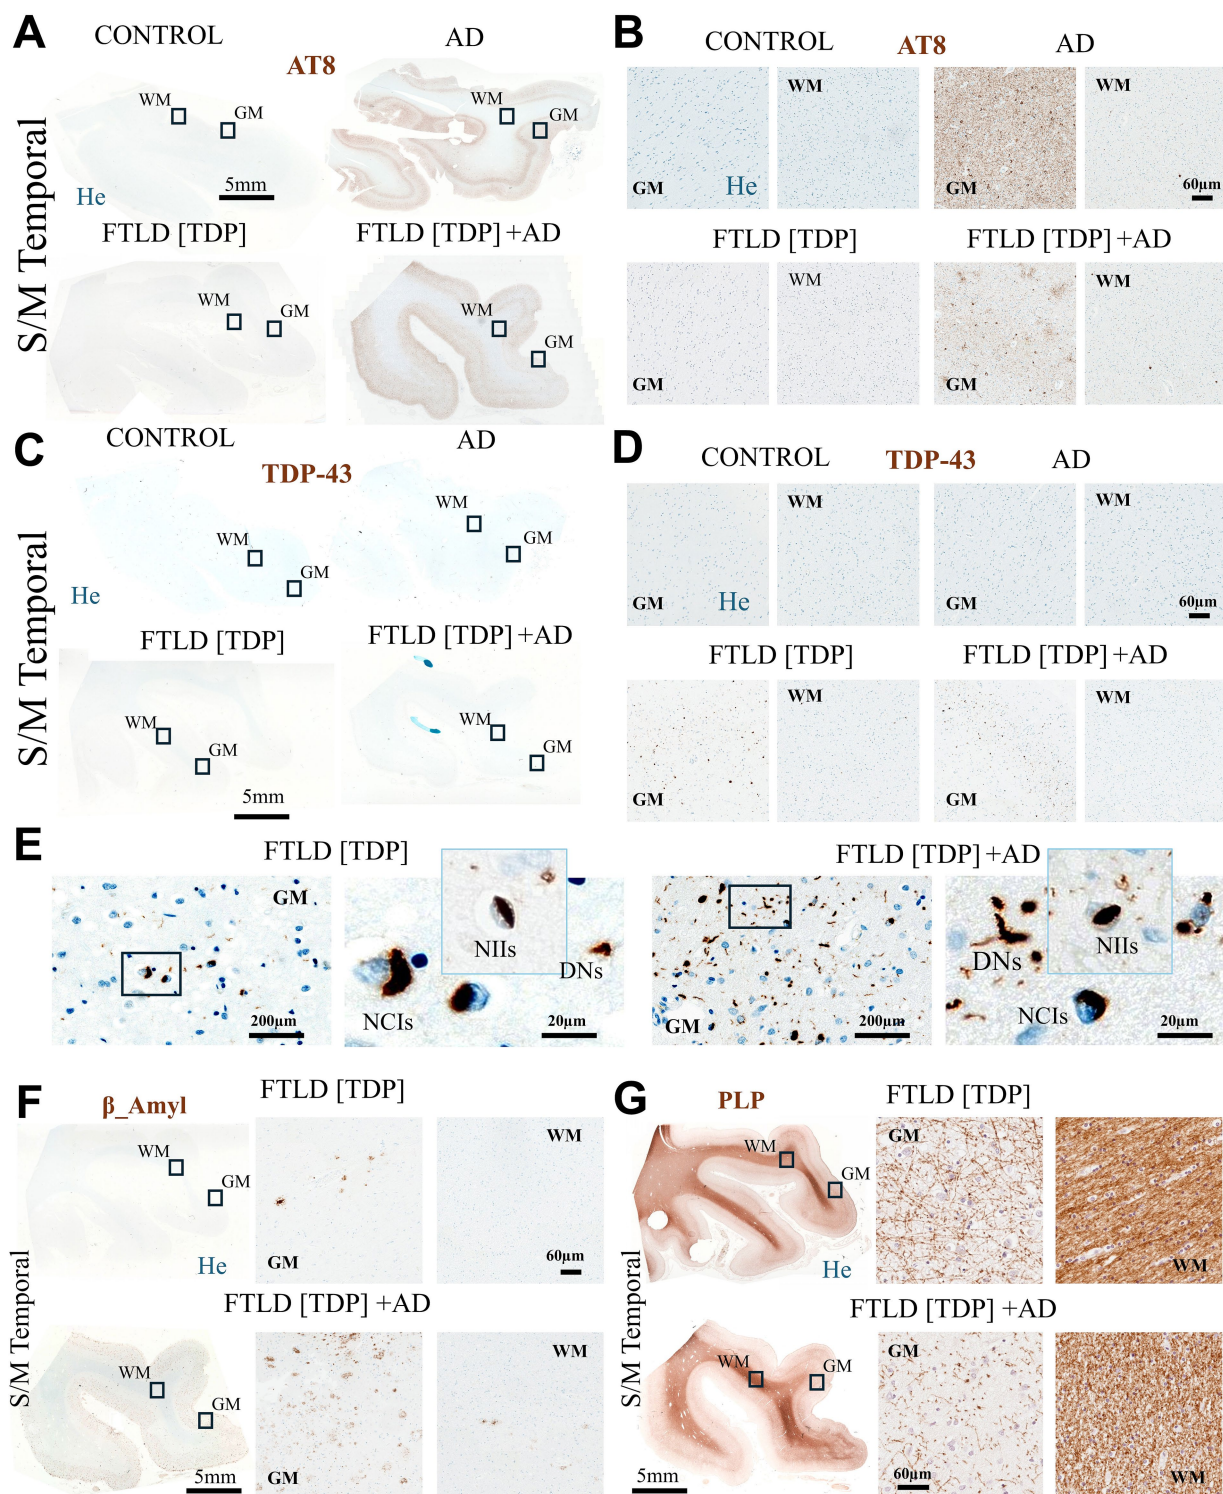 A
CONTROL
AD
AT8
WM
GM
WM
GM
5mm
He
FTLD [TDP]
FTLD [TDP] +AD
WM
GM
WM
GM
S/M Temporal
B
CONTROL
AT8
AD
WM
WM
GM
He
GM
60µm
FTLD [TDP]
FTLD [TDP] +AD
WM
WM
GM
GM
C
CONTROL
AD
TDP-43
WM
GM
WM
GM
He
FTLD [TDP]
FTLD [TDP] +AD
WM
GM
WM
GM
5mm
S/M Temporal
D
CONTROL
TDP-43
AD
WM
WM
GM
He
GM
60µm
FTLD [TDP]
FTLD [TDP] +AD
WM
WM
GM
GM
E
FTLD [TDP]
FTLD [TDP] +AD
GM
200µm
NIIs
DNs
NCIs
20µm
GM
200µm
NIIs
DNs
NCIs
20µm
F
β_Amyl
FTLD [TDP]
WM
GM
He
GM
WM
60µm
FTLD [TDP] +AD
WM
GM
5mm
GM
WM
S/M Temporal
G
PLP
FTLD [TDP]
WM
GM
He
GM
WM
FTLD [TDP] +AD
WM
GM
5mm
GM
60µm
WM
S/M Temporal